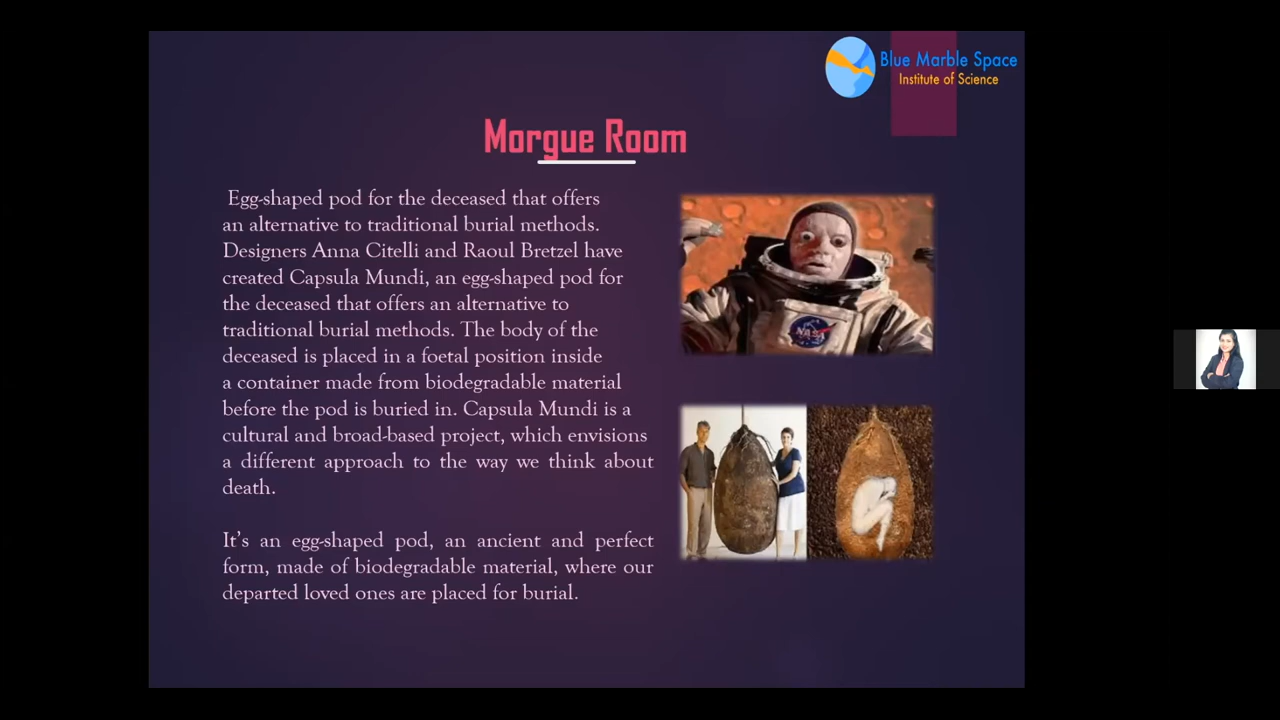 Blue Marble Space
Institute of Science
Morgue Room
Egg-shaped pod for the deceased that offers
an alternative to traditional burial methods.
Designers Anna Citelli and Raoul Bretzel have
created Capsula Mundi, an egg-shaped pod for
the deceased that offers an alternative to
traditional burial methods. The body of the
deceased is placed in a foetal position inside
a container made from biodegradable material
before the pod is buried in. Capsula Mundi is a
cultural and broad-based project, which envisions
a different approach to the way we think about
death.
It's an egg-shaped pod, an ancient and perfect
form, made of biodegradable material, where our
departed loved ones are placed for burial.
NASA